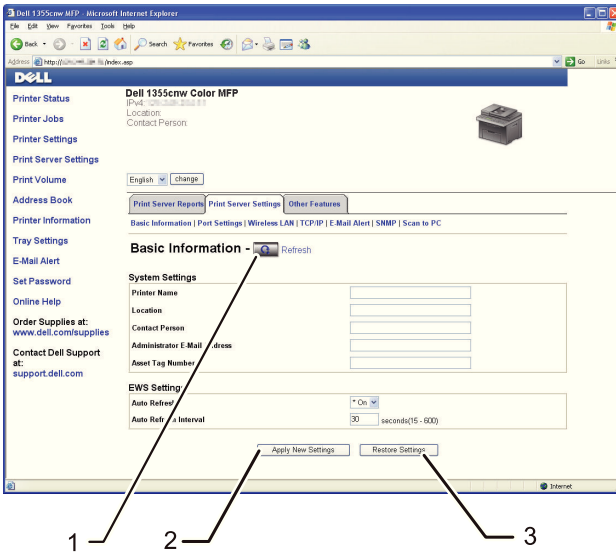 Dell 1355cnw MFP - Microsoft Internet Explorer
File Edit View Favorites Tools Help
Back Search Favorites
Address http:// /index.asp Go Links
DELL
Dell 1355cnw Color MFP
IPv4:
Location:
Contact Person:
Printer Status
Printer Jobs
Printer Settings
Print Server Settings
Print Volume
Address Book
Printer Information
Tray Settings
E-Mail Alert
Set Password
Online Help
Order Supplies at:
www.dell.com/supplies
Contact Dell Support
at:
support.dell.com
English change
Print Server Reports Print Server Settings Other Features
Basic Information | Port Settings | Wireless LAN | TCP/IP | E-Mail Alert | SNMP | Scan to PC
Basic Information - Refresh
System Settings
Printer Name
Location
Contact Person
Administrator E-Mail dress
Asset Tag Number
EWS Settings
Auto Refresh * On
Auto Refresh Interval 30 seconds(15 - 600)
Apply New Settings Restore Settings
Internet
1 2 3